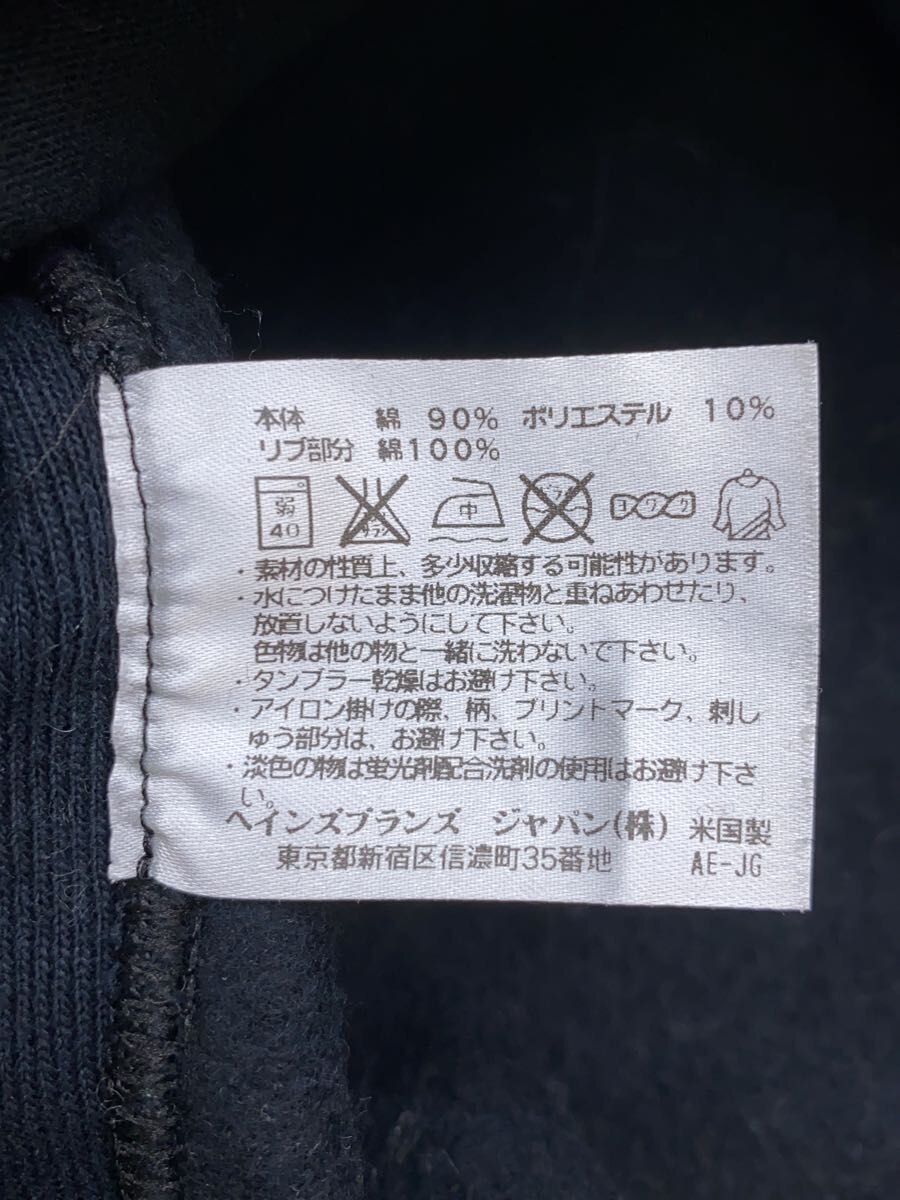 本体 綿 90% ポリエステル 10%
リブ部分 綿100%
弱 40 中
・素材の性質上、多少収縮する可能性があります。
・水につけたまま他の洗濯物と重ねあわせたり、
放置しないようにして下さい。
色物は他の物と一緒に洗わないで下さい。
・タンブラー乾燥はお避け下さい。
・アイロン掛けの際、柄、プリントマーク、刺し
ゅう部分は、お避け下さい。
・淡色の物は蛍光剤配合洗剤の使用はお避け下さ
い。
ヘインズブランズ ジャパン(株) 米国製
東京都新宿区信濃町35番地 AE-JG